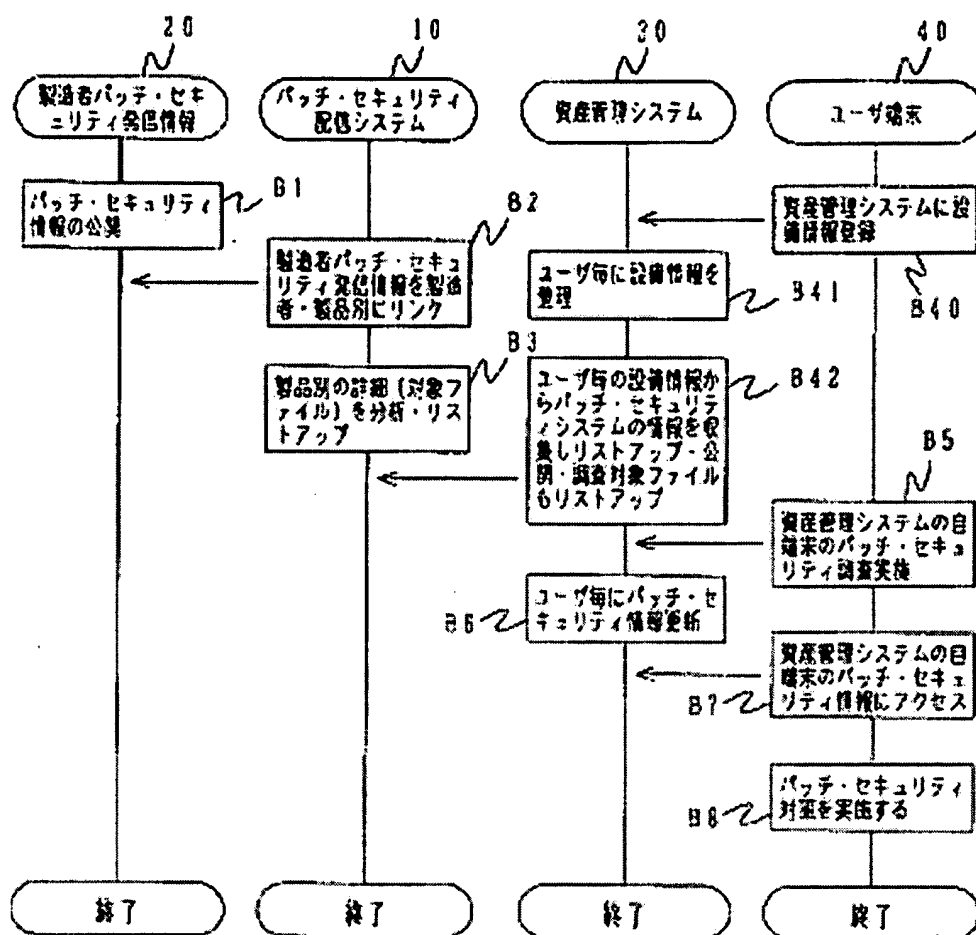 20
10
30
40
製造者パッチ・セキ
ュリティ発信情報
パッチ・セキュリティ
配信システム
資産管理システム
ユーザ端末
パッチ・セキュリティ
情報の公開
B1
B2
製造者パッチ・セキュ
リティ発信情報を製造
者・製品別にリンク
資産管理システムに設
備情報登録
B40
ユーザ毎に設備情報を
整理
B41
B3
製品別の詳細（対象フ
ァイル）を分析・リス
トアップ
ユーザ毎の設備情報か
らパッチ・セキュリテ
ィシステムの情報を収
集しリストアップ・公
開・調査対象ファイル
もリストアップ
B42
B5
資産管理システムの自
端末のパッチ・セキュ
リティ調査実施
ユーザ毎にパッチ・セ
キュリティ情報更新
B6
資産管理システムの自
端末のパッチ・セキュ
リティ情報にアクセス
B7
パッチ・セキュリティ
対策を実施する
B8
終了
終了
終了
終了